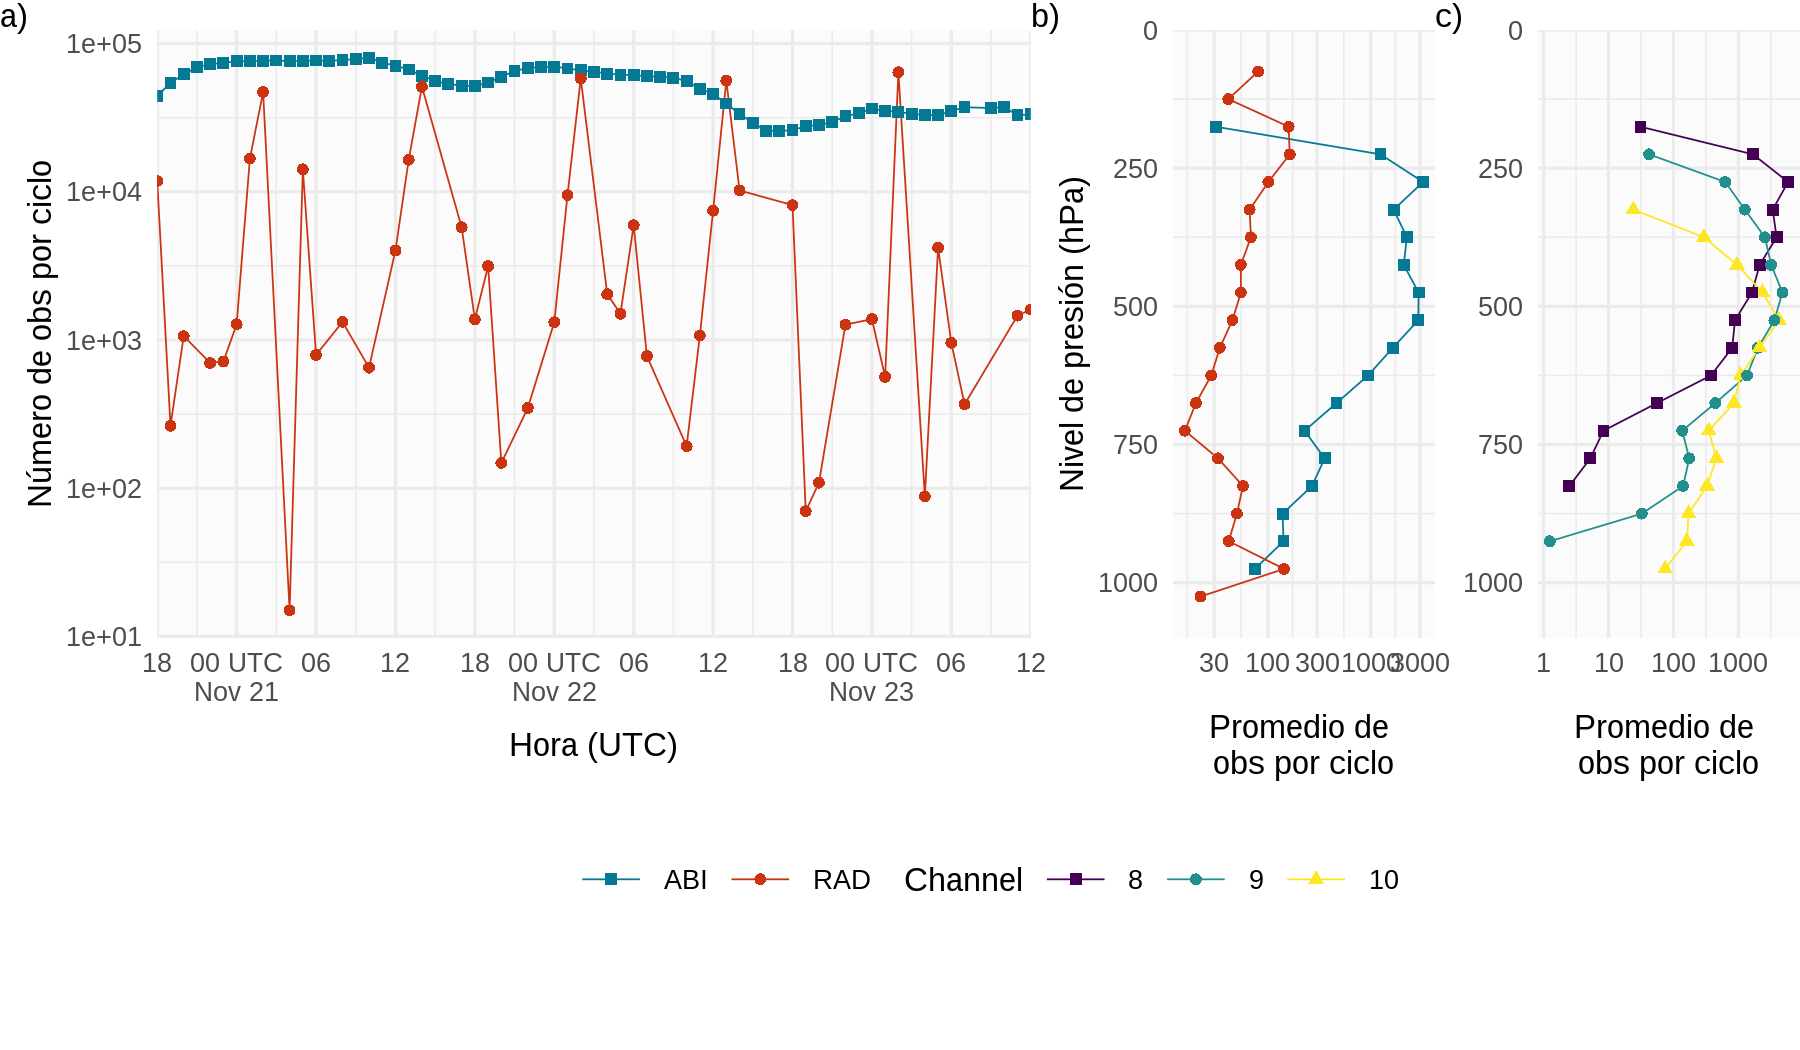 a)
b)
c)
Número de obs por ciclo
1e+05
1e+04
1e+03
1e+02
1e+01
18 00 UTC 06 12 18 00 UTC 06 12 18 00 UTC 06 12
Nov 21 Nov 22 Nov 23
Hora (UTC)
Nivel de presión (hPa)
0
250
500
750
1000
30 100 300 1000 3000
Promedio de
obs por ciclo
0
250
500
750
1000
1 10 100 1000
Promedio de
obs por ciclo
ABI RAD Channel 8 9 10